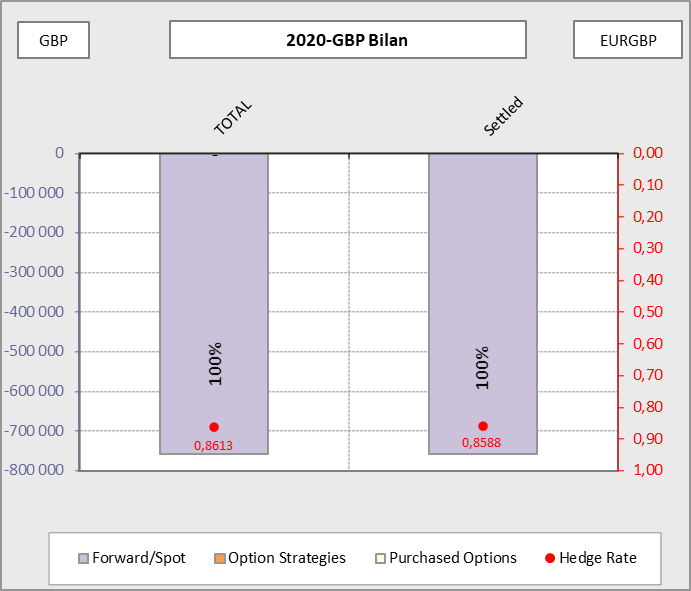 GBP
2020-GBP Bilan
EURGBP
TOTAL
Settled
0
-100 000
-200 000
-300 000
-400 000
-500 000
-600 000
-700 000
-800 000
0,00
0,10
0,20
0,30
0,40
0,50
0,60
0,70
0,80
0,90
1,00
100%
100%
0,8613
0,8588
Forward/Spot
Option Strategies
Purchased Options
Hedge Rate